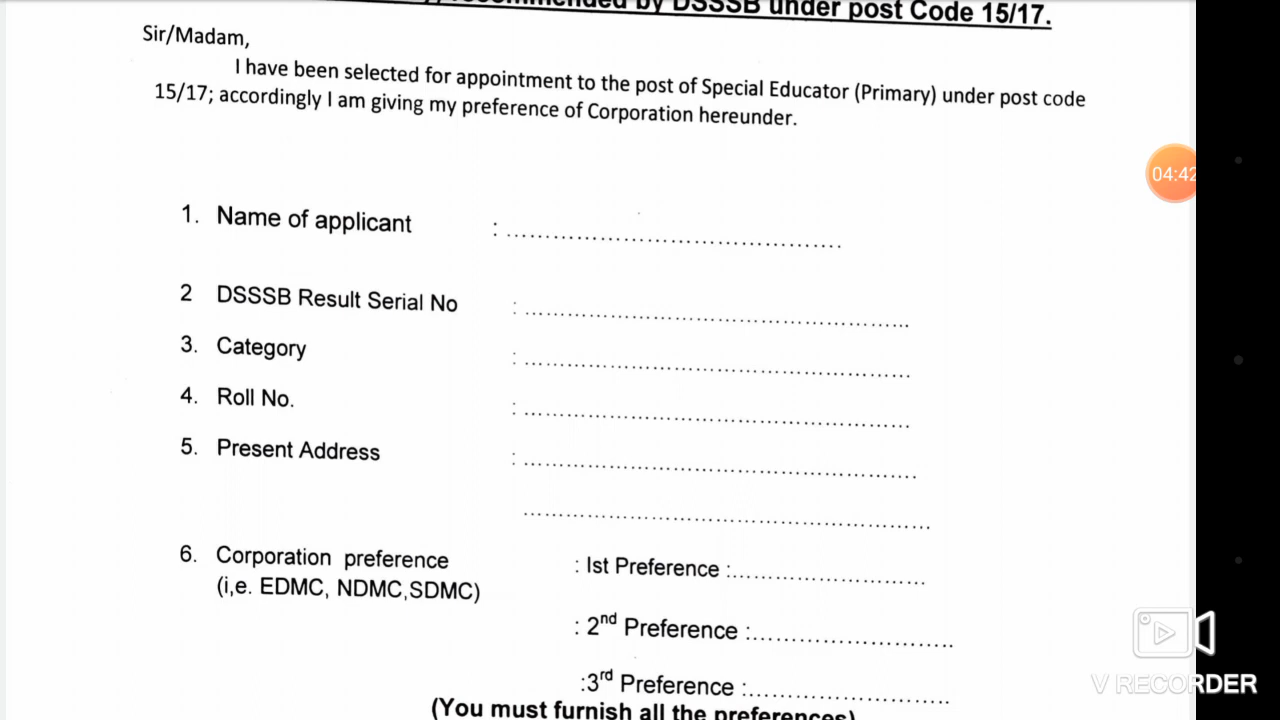 recommended by DSSSB under post Code 15/17.
Sir/Madam,
I have been selected for appointment to the post of Special Educator (Primary) under post code
15/17; accordingly I am giving my preference of Corporation hereunder.
04:42
1. Name of applicant : ..........................................
2 DSSSB Result Serial No : ................................................
3. Category : ................................................
4. Roll No. : ................................................
5. Present Address : ................................................
................................................
6. Corporation preference : Ist Preference :........................
(i,e. EDMC, NDMC,SDMC)
: 2nd Preference :.........................
:3rd Preference :.........................
(You must furnish all the preferences)
V RECORDER